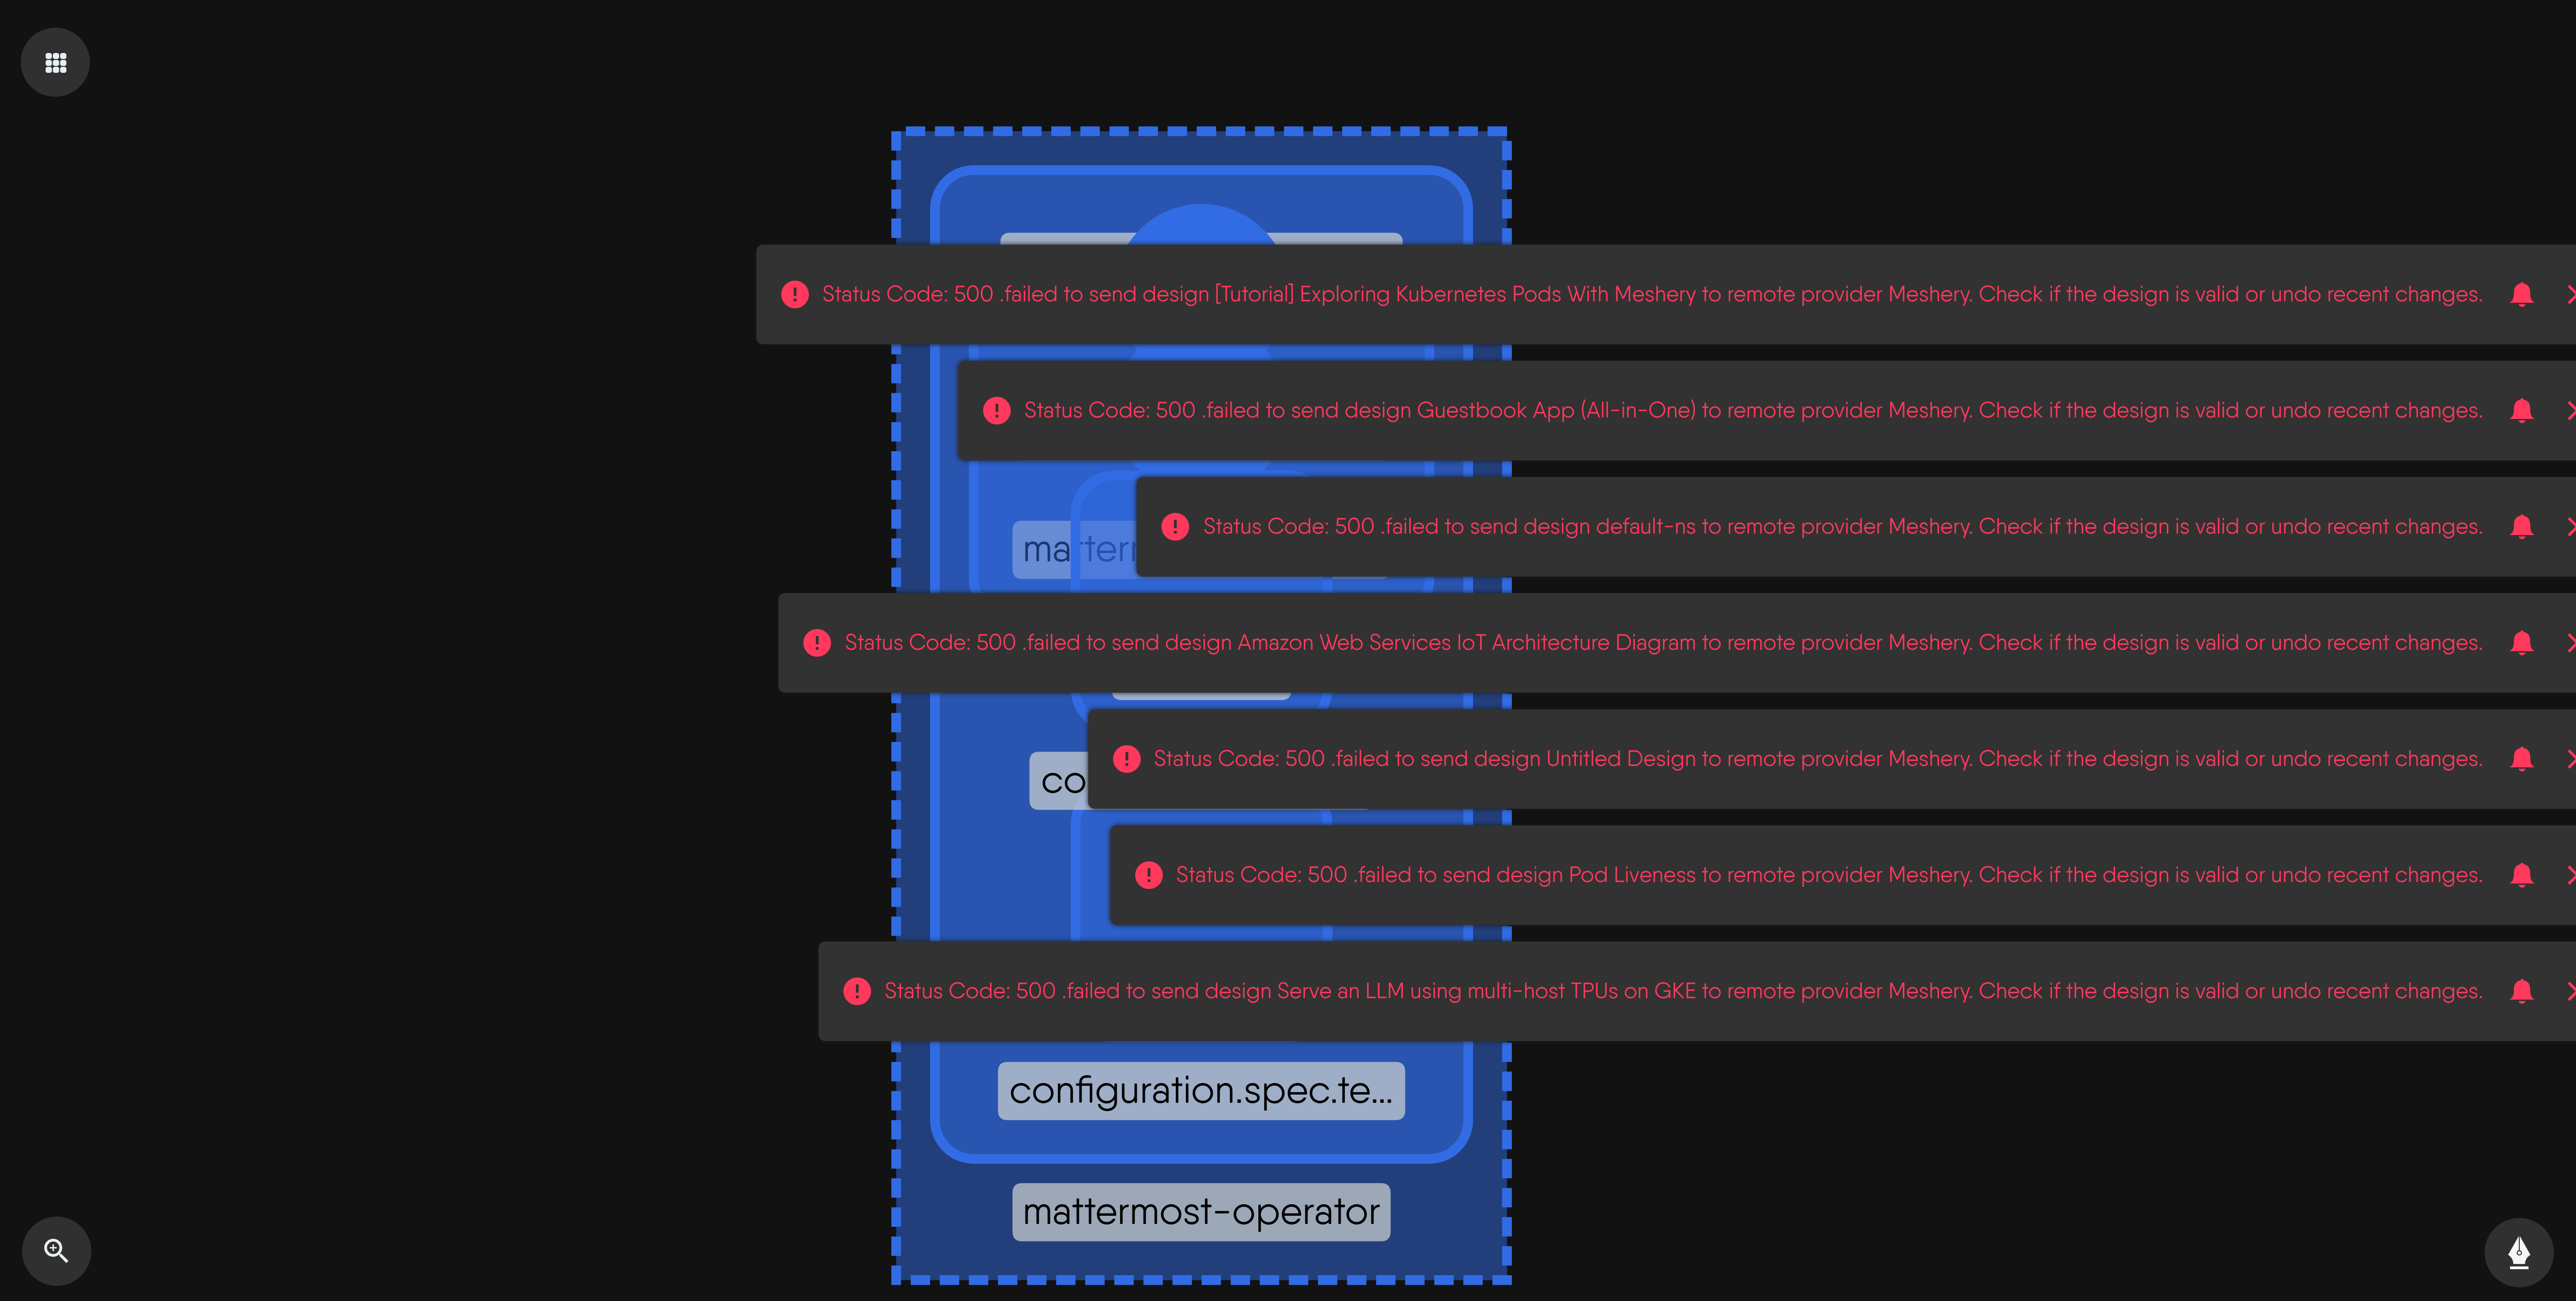 Status Code: 500 .failed to send design [Tutorial] Exploring Kubernetes Pods With Meshery to remote provider Meshery. Check if the design is valid or undo recent changes.
Status Code: 500 .failed to send design Guestbook App (All-in-One) to remote provider Meshery. Check if the design is valid or undo recent changes.
Status Code: 500 .failed to send design default-ns to remote provider Meshery. Check if the design is valid or undo recent changes.
Status Code: 500 .failed to send design Amazon Web Services IoT Architecture Diagram to remote provider Meshery. Check if the design is valid or undo recent changes.
Status Code: 500 .failed to send design Untitled Design to remote provider Meshery. Check if the design is valid or undo recent changes.
co
Status Code: 500 .failed to send design Pod Liveness to remote provider Meshery. Check if the design is valid or undo recent changes.
Status Code: 500 .failed to send design Serve an LLM using multi-host TPUs on GKE to remote provider Meshery. Check if the design is valid or undo recent changes.
configuration.spec.te...
mattermost-operator